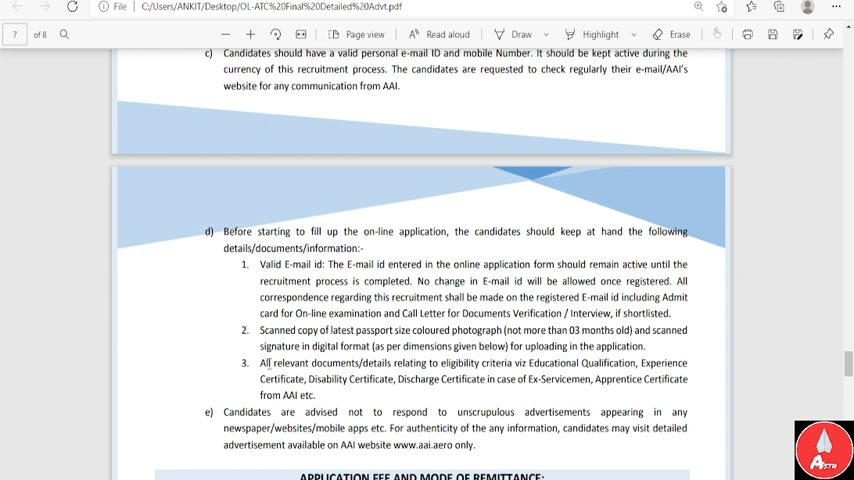 File | C:/Users/ANKIT/Desktop/OL-ATC%20Final%20Detailed%20Advt.pdf
7 of 8 Page view Read aloud Draw Highlight Erase
c) Candidates should have a valid personal e-mail ID and mobile Number. It should be kept active during the
currency of this recruitment process. The candidates are requested to check regularly their e-mail/AAI's
website for any communication from AAI.
d) Before starting to fill up the on-line application, the candidates should keep at hand the following
details/documents/information:-
1. Valid E-mail id: The E-mail id entered in the online application form should remain active until the
recruitment process is completed. No change in E-mail id will be allowed once registered. All
correspondence regarding this recruitment shall be made on the registered E-mail id including Admit
card for On-line examination and Call Letter for Documents Verification / Interview, if shortlisted.
2. Scanned copy of latest passport size coloured photograph (not more than 03 months old) and scanned
signature in digital format (as per dimensions given below) for uploading in the application.
3. All relevant documents/details relating to eligibility criteria viz Educational Qualification, Experience
Certificate, Disability Certificate, Discharge Certificate in case of Ex-Servicemen, Apprentice Certificate
from AAI etc.
e) Candidates are advised not to respond to unscrupulous advertisements appearing in any
newspaper/websites/mobile apps etc. For authenticity of the any information, candidates may visit detailed
advertisement available on AAI website www.aai.aero only.
APPLICATION FEE AND MODE OF REMITTANCE:
ASTH